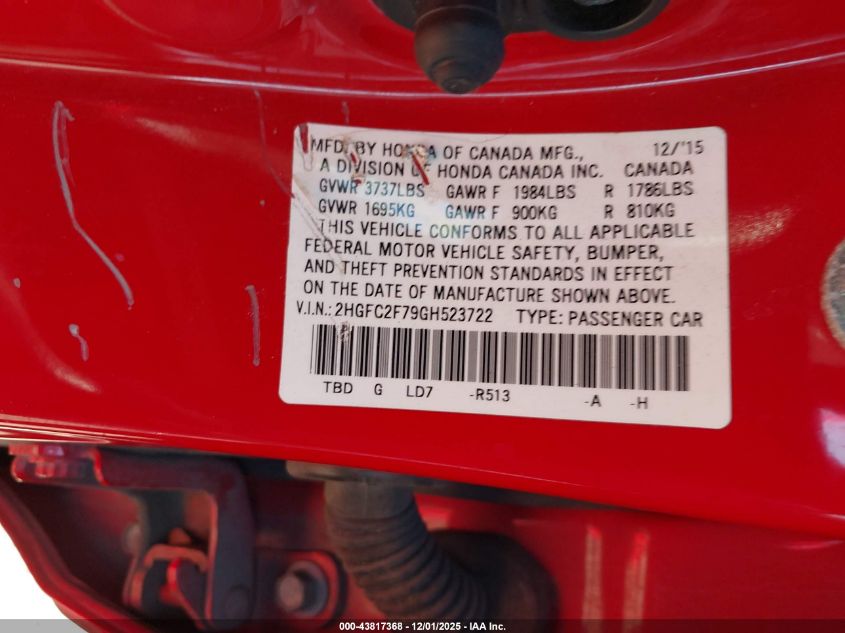 MFD. BY HONDA OF CANADA MFG., 12/'15
A DIVISION OF HONDA CANADA INC. CANADA
GVWR 3737LBS GAWR F 1984LBS R 1786LBS
GVWR 1695KG GAWR F 900KG R 810KG
THIS VEHICLE CONFORMS TO ALL APPLICABLE
FEDERAL MOTOR VEHICLE SAFETY, BUMPER,
AND THEFT PREVENTION STANDARDS IN EFFECT
ON THE DATE OF MANUFACTURE SHOWN ABOVE.
V.I.N.: 2HGFC2F79GH523722 TYPE: PASSENGER CAR
TBD G LD7 -R513 -A -H
000-43817368 - 12/01/2025 - IAA Inc.